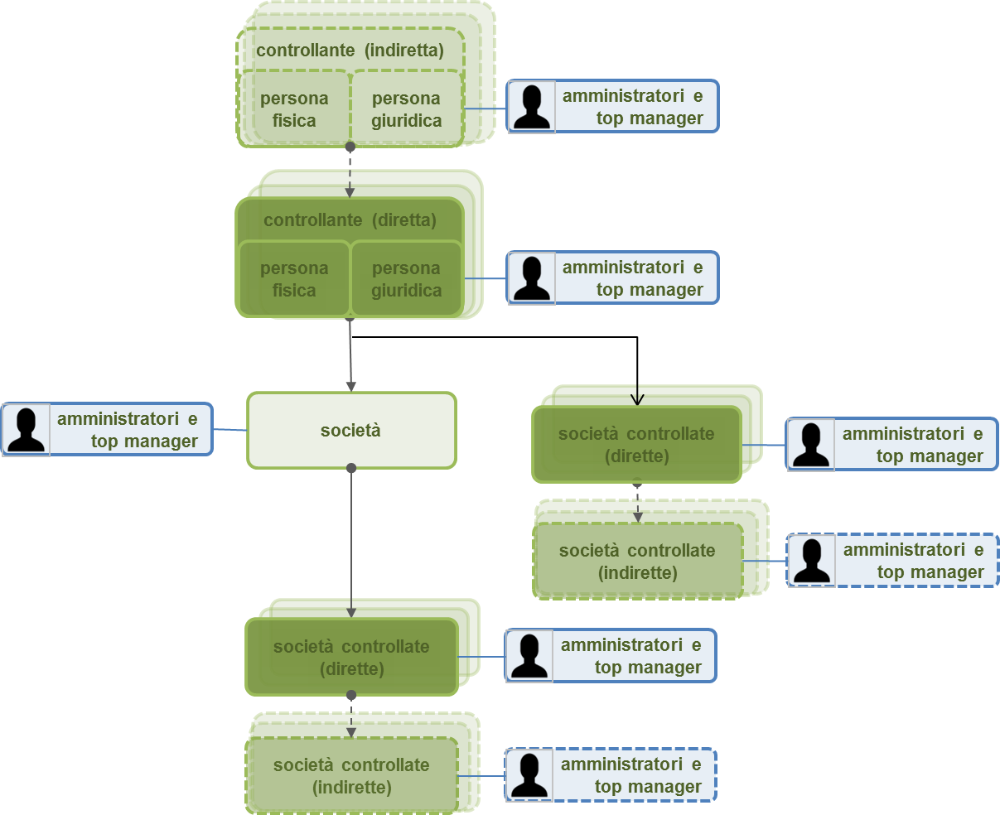 controllante (indiretta)
persona
fisica
persona
giuridica
amministratori e
top manager
controllante (diretta)
persona
fisica
persona
giuridica
amministratori e
top manager
amministratori e
top manager
società
società controllate
(dirette)
amministratori e
top manager
società controllate
(indirette)
amministratori e
top manager
società controllate
(dirette)
amministratori e
top manager
società controllate
(indirette)
amministratori e
top manager